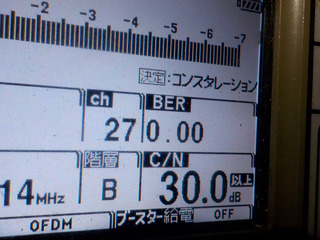 -2 -3 -4 -5 -6 -7
決定:コンスタレーション
ch BER
27 0.00
階層 C/N
14MHz B 30.0dB以上
OFDM ブースター給電 OFF